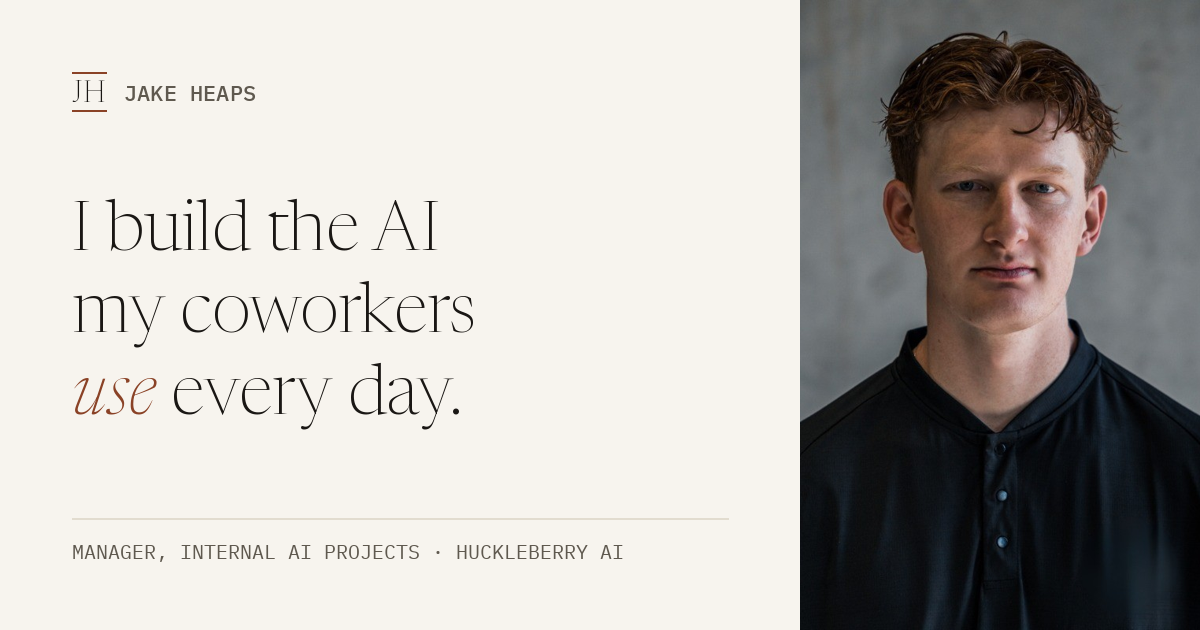 JH JAKE HEAPS
I build the AI
my coworkers
use every day.
MANAGER, INTERNAL AI PROJECTS · HUCKLEBERRY AI